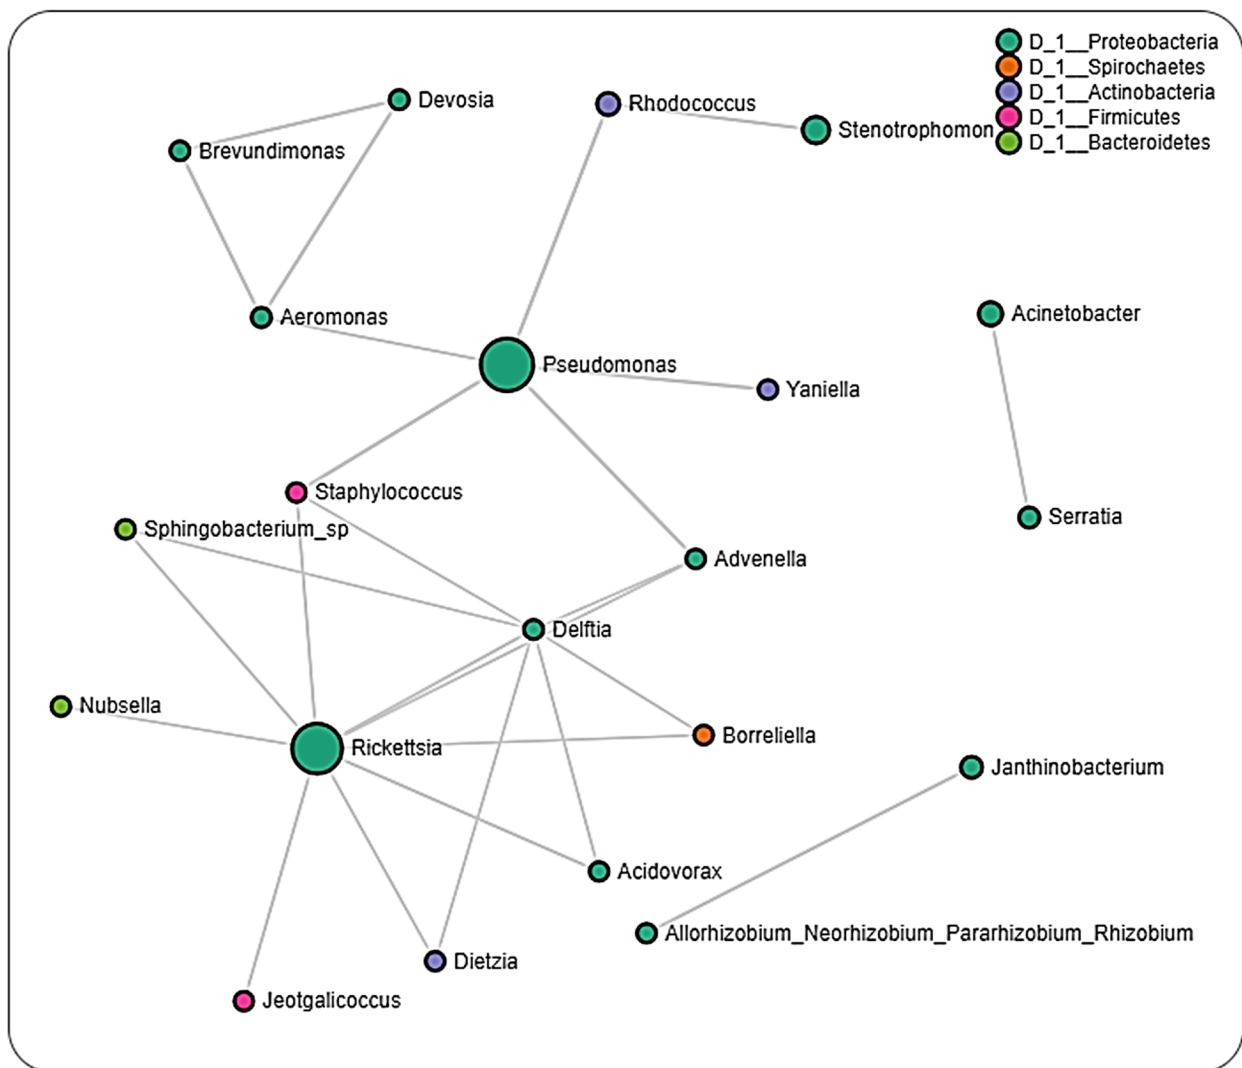 D_1__Proteobacteria
D_1__Spirochaetes
D_1__Actinobacteria
D_1__Firmicutes
D_1__Bacteroidetes
Devosia
Rhodococcus
Stenotrophomon
Brevundimonas
Aeromonas
Acinetobacter
Pseudomonas
Yaniella
Staphylococcus
Serratia
Sphingobacterium_sp
Advenella
Delftia
Nubsella
Borreliella
Rickettsia
Janthinobacterium
Acidovorax
Allorhizobium_Neorhizobium_Pararhizobium_Rhizobium
Dietzia
Jeotgalicoccus